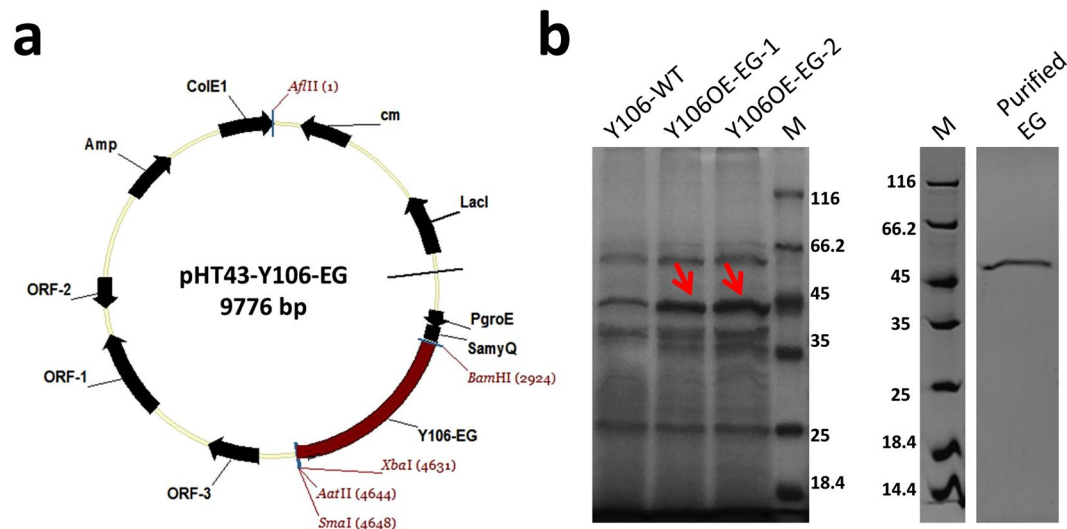 a
ColE1
AflII (1)
cm
Amp
LacI
pHT43-Y106-EG
9776 bp
ORF-2
PgroE
SamyQ
BamHI (2924)
ORF-1
Y106-EG
XbaI (4631)
ORF-3
AatII (4644)
SmaI (4648)
b
Y106-WT
Y106OE-EG-1
Y106OE-EG-2
M
116
66.2
45
35
25
18.4
M
Purified
EG
116
66.2
45
35
25
18.4
14.4